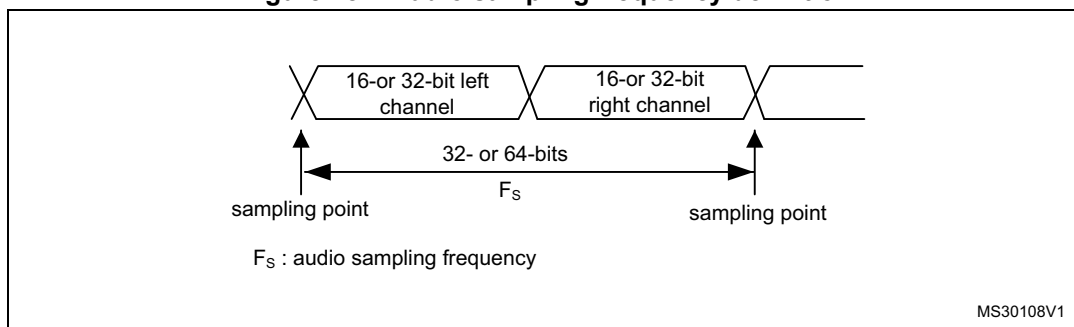 16-or 32-bit left
channel
16-or 32-bit
right channel
32- or 64-bits
FS
sampling point
sampling point
FS : audio sampling frequency
MS30108V1